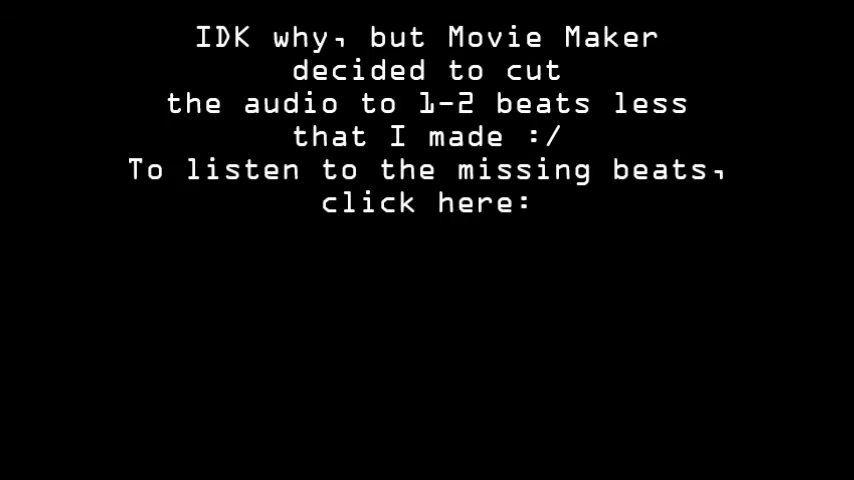 IDK why, but Movie Maker
decided to cut
the audio to 1-2 beats less
that I made :/
To listen to the missing beats,
click here: